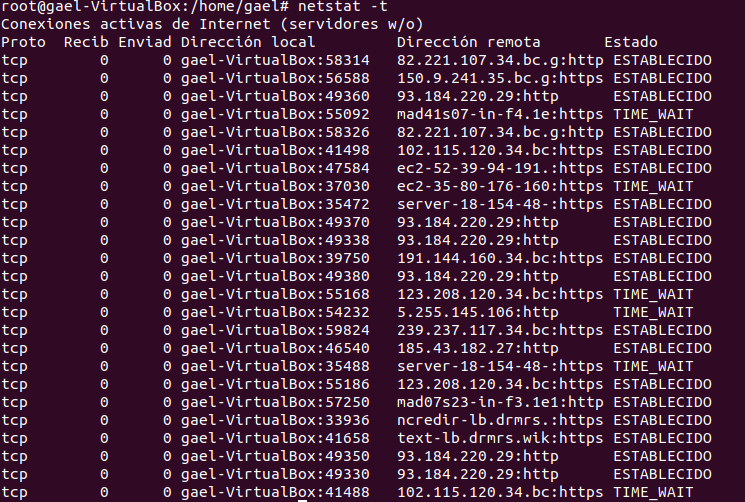 root@gael-VirtualBox:/home/gael# netstat -t
Conexiones activas de Internet (servidores w/o)
Proto  Recib Enviad Dirección local          Dirección remota        Estado
tcp        0      0 gael-VirtualBox:58314   82.221.107.34.bc.g:http ESTABLECIDO
tcp        0      0 gael-VirtualBox:56588   150.9.241.35.bc.g:https ESTABLECIDO
tcp        0      0 gael-VirtualBox:49360   93.184.220.29:http      ESTABLECIDO
tcp        0      0 gael-VirtualBox:55092   mad41s07-in-f4.1e:https TIME_WAIT
tcp        0      0 gael-VirtualBox:58326   82.221.107.34.bc.g:http ESTABLECIDO
tcp        0      0 gael-VirtualBox:41498   102.115.120.34.bc:https ESTABLECIDO
tcp        0      0 gael-VirtualBox:47584   ec2-52-39-94-191.:https ESTABLECIDO
tcp        0      0 gael-VirtualBox:37030   ec2-35-80-176-160:https TIME_WAIT
tcp        0      0 gael-VirtualBox:35472   server-18-154-48-:https ESTABLECIDO
tcp        0      0 gael-VirtualBox:49370   93.184.220.29:http      ESTABLECIDO
tcp        0      0 gael-VirtualBox:49338   93.184.220.29:http      ESTABLECIDO
tcp        0      0 gael-VirtualBox:39750   191.144.160.34.bc:https ESTABLECIDO
tcp        0      0 gael-VirtualBox:49380   93.184.220.29:http      ESTABLECIDO
tcp        0      0 gael-VirtualBox:55168   123.208.120.34.bc:https TIME_WAIT
tcp        0      0 gael-VirtualBox:54232   5.255.145.106:http      TIME_WAIT
tcp        0      0 gael-VirtualBox:59824   239.237.117.34.bc:https ESTABLECIDO
tcp        0      0 gael-VirtualBox:46540   185.43.182.27:http      ESTABLECIDO
tcp        0      0 gael-VirtualBox:35488   server-18-154-48-:https TIME_WAIT
tcp        0      0 gael-VirtualBox:55186   123.208.120.34.bc:https ESTABLECIDO
tcp        0      0 gael-VirtualBox:57250   mad07s23-in-f3.1e1:http ESTABLECIDO
tcp        0      0 gael-VirtualBox:33936   ncredir-lb.drmrs.:https ESTABLECIDO
tcp        0      0 gael-VirtualBox:41658   text-lb.drmrs.wik:https ESTABLECIDO
tcp        0      0 gael-VirtualBox:49350   93.184.220.29:http      ESTABLECIDO
tcp        0      0 gael-VirtualBox:49330   93.184.220.29:http      ESTABLECIDO
tcp        0      0 gael-VirtualBox:41488   102.115.120.34.bc:https TIME_WAIT